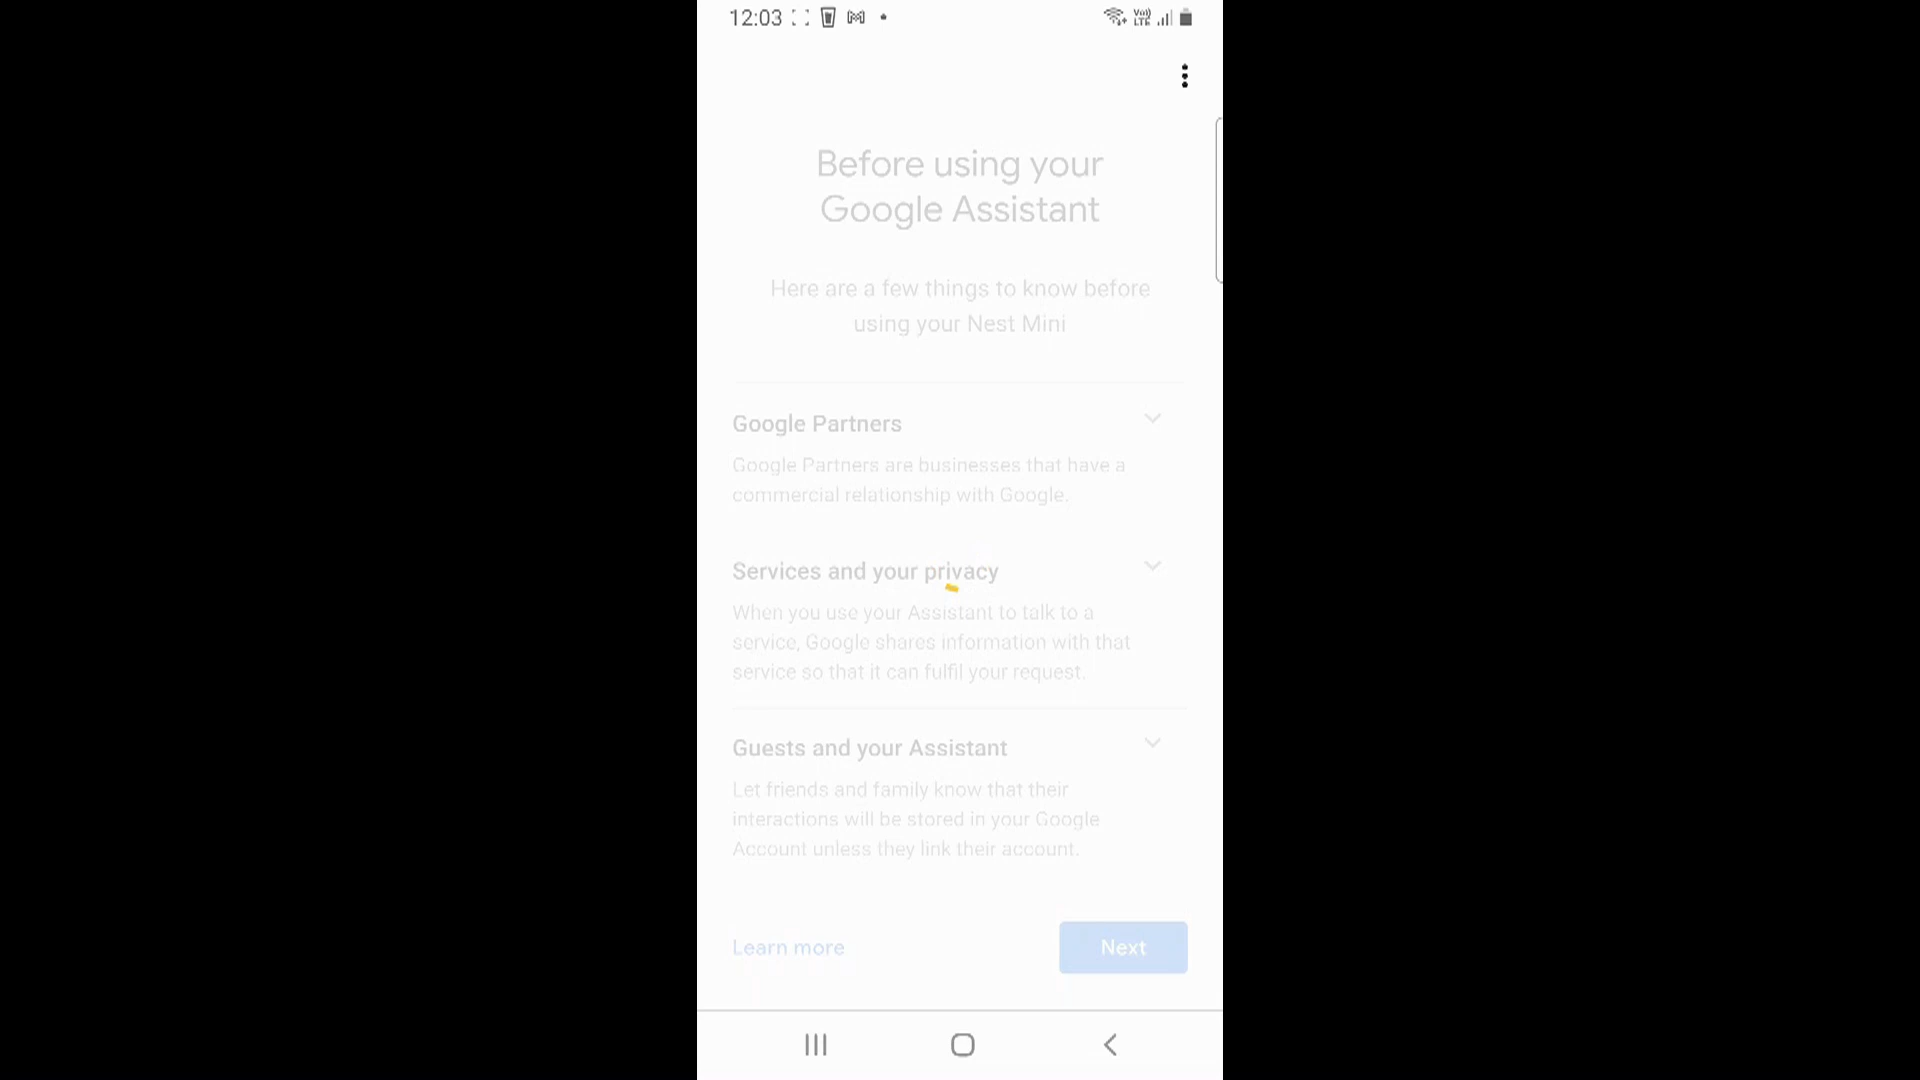 12:03
Before using your
Google Assistant
Here are a few things to know before
using your Nest Mini
Google Partners
Google Partners are businesses that have a
commercial relationship with Google.
Services and your privacy
When you use your Assistant to talk to a
service, Google shares information with that
service so that it can fulfil your request.
Guests and your Assistant
Let friends and family know that their
interactions will be stored in your Google
Account unless they link their account.
Learn more
Next